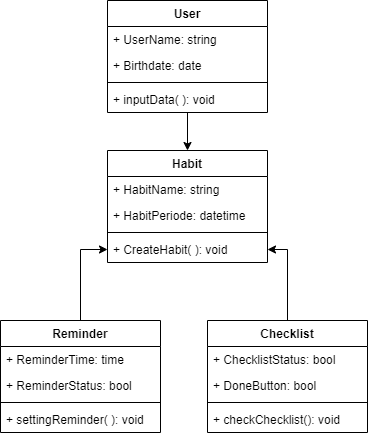 User
+ UserName: string
+ Birthdate: date
+ inputData( ): void
Habit
+ HabitName: string
+ HabitPeriode: datetime
+ CreateHabit( ): void
Reminder
+ ReminderTime: time
+ ReminderStatus: bool
+ settingReminder( ): void
Checklist
+ ChecklistStatus: bool
+ DoneButton: bool
+ checkChecklist(): void